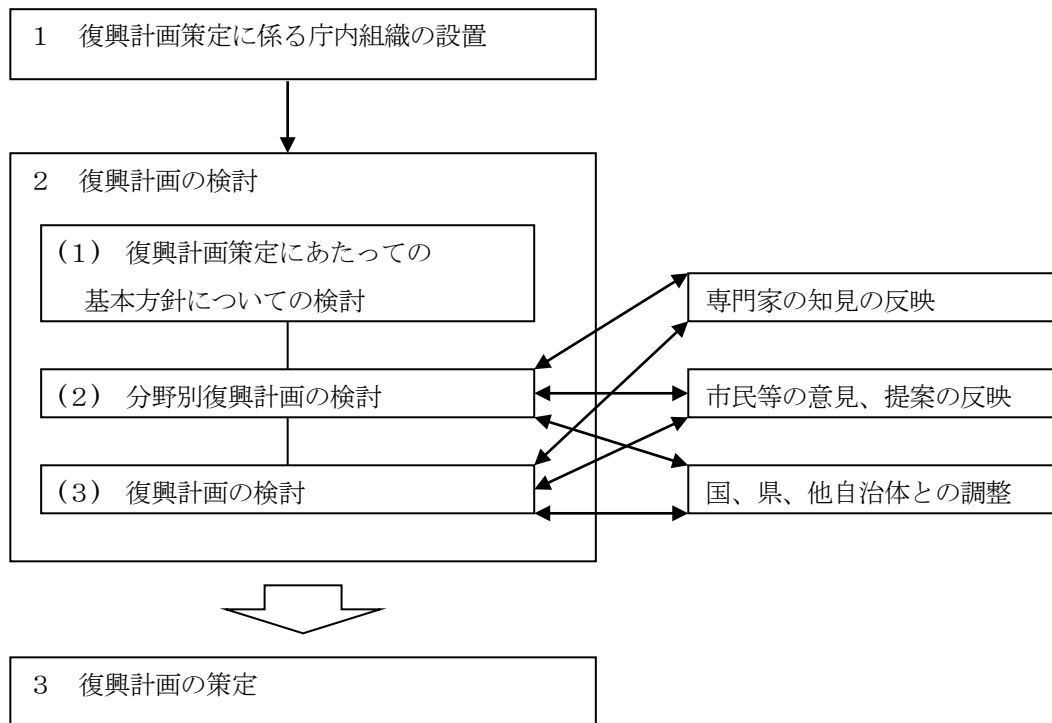 １　復興計画策定に係る庁内組織の設置
２　復興計画の検討
(１) 復興計画策定にあたっての
基本方針についての検討
専門家の知見の反映
(２) 分野別復興計画の検討
市民等の意見、提案の反映
(３) 復興計画の検討
国、県、他自治体との調整
３　復興計画の策定